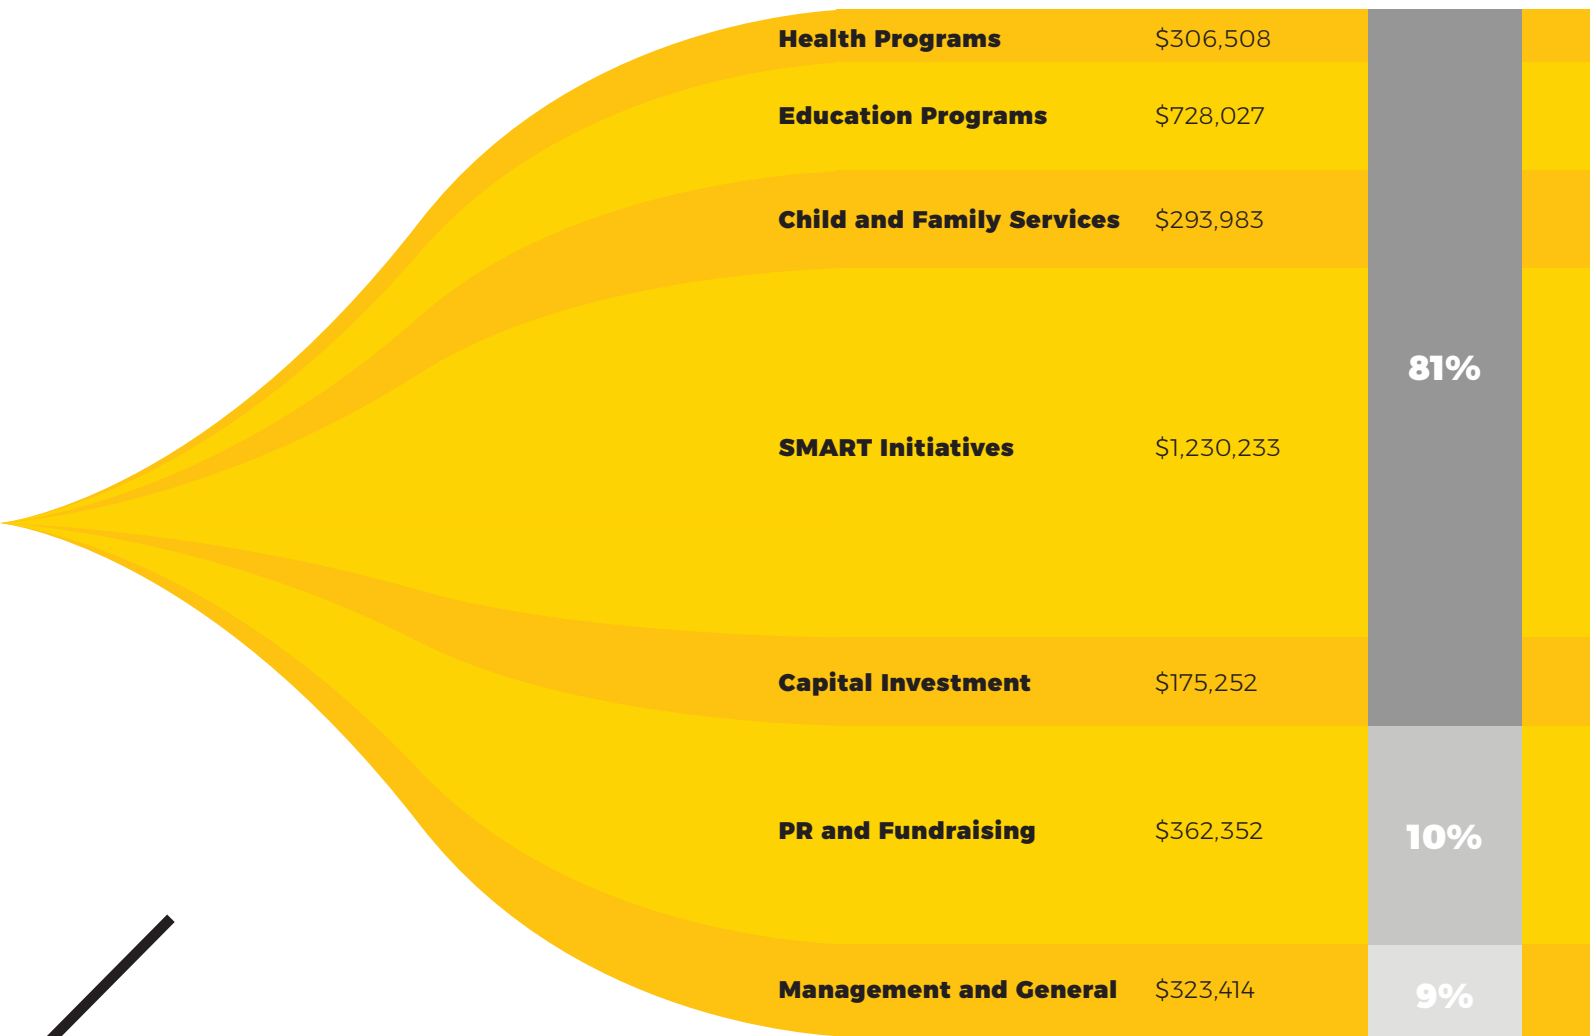 Health Programs $306,508
Education Programs $728,027
Child and Family Services $293,983
81%
SMART Initiatives $1,230,233
Capital Investment $175,252
PR and Fundraising $362,352
10%
Management and General $323,414
9%